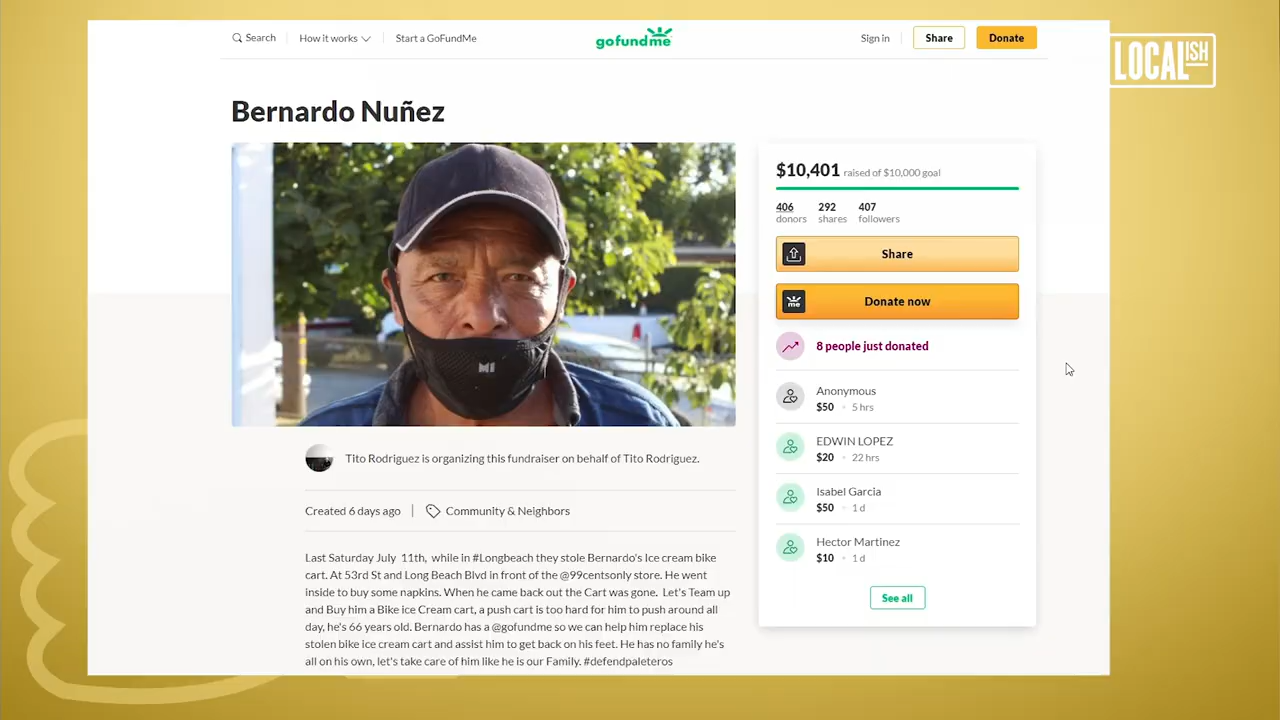 Search
How it works
Start a GoFundMe
gofundme
Sign in
Share
Donate
LOCALISH
Bernardo Nuñez
$10,401 raised of $10,000 goal
406 donors
292 shares
407 followers
Share
me
Donate now
8 people just donated
Anonymous
$50 • 5 hrs
EDWIN LOPEZ
$20 • 22 hrs
Isabel Garcia
$50 • 1 d
Hector Martinez
$10 • 1 d
See all
Tito Rodriguez is organizing this fundraiser on behalf of Tito Rodriguez.
Created 6 days ago | Community & Neighbors
Last Saturday July 11th, while in #Longbeach they stole Bernardo's Ice cream bike
cart. At 53rd St and Long Beach Blvd in front of the @99centsonly store. He went
inside to buy some napkins. When he came back out the Cart was gone. Let's Team up
and Buy him a Bike ice Cream cart, a push cart is too hard for him to push around all
day, he's 66 years old. Bernardo has a @gofundme so we can help him replace his
stolen bike ice cream cart and assist him to get back on his feet. He has no family he's
all on his own, let's take care of him like he is our Family. #defendpaleteros